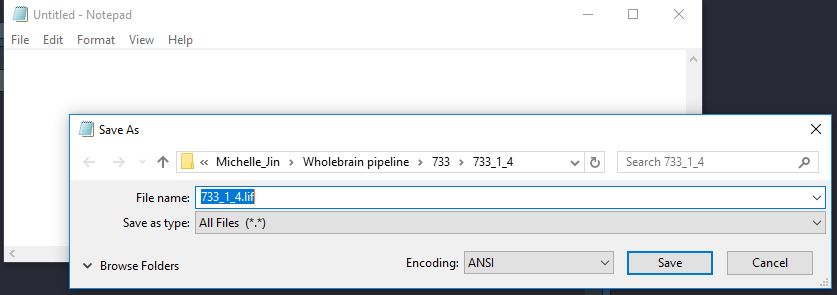 Untitled - Notepad
File Edit Format View Help
Save As
« Michelle_Jin > Wholebrain pipeline > 733 > 733_1_4
Search 733_1_4
File name: 733_1_4.lif
Save as type: All Files (*.*)
Browse Folders
Encoding: ANSI
Save
Cancel